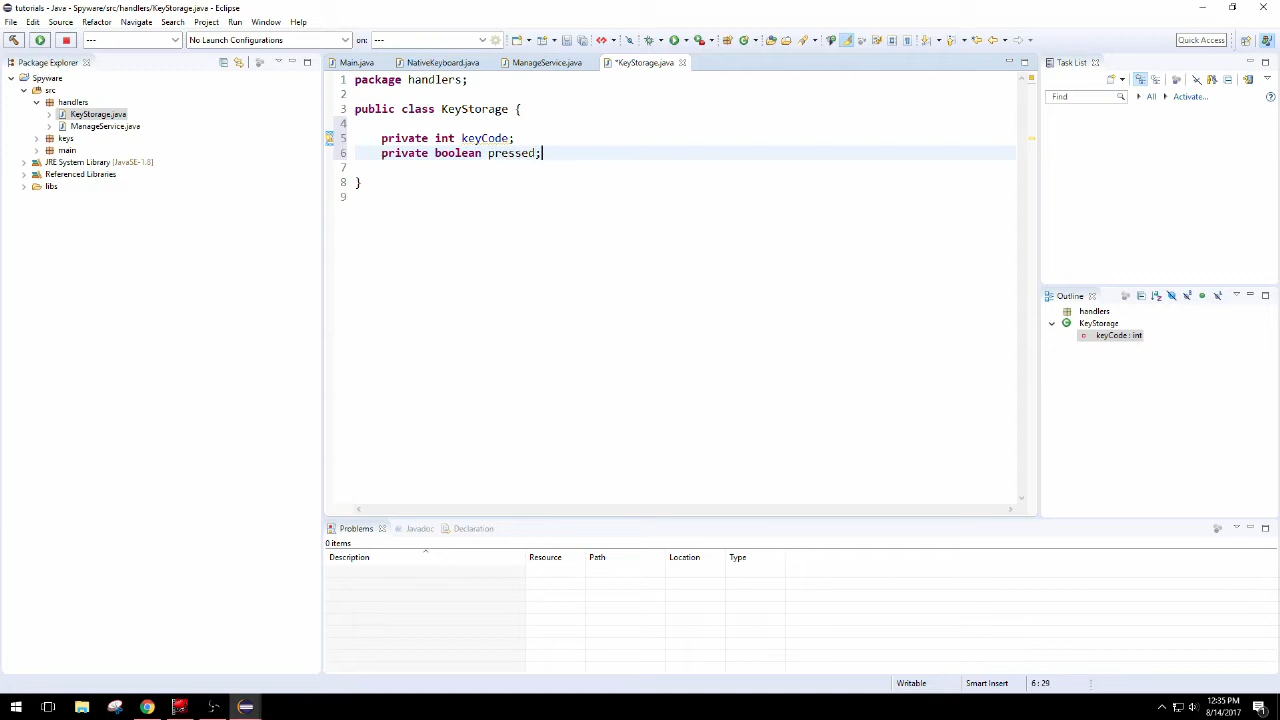 tutorials - Java - Spyware/src/handlers/KeyStorage.java - Eclipse
File Edit Source Refactor Navigate Search Project Run Window Help
--- No Launch Configurations on: --- Quick Access
Package Explorer
Spyware
src
handlers
KeyStorage.java
ManageService.java
keys
main
JRE System Library [JavaSE-1.8]
Referenced Libraries
libs
Main.java NativeKeyboard.java ManageService.java *KeyStorage.java
1 package handlers;
2
3 public class KeyStorage {
4
5 private int keyCode;
6 private boolean pressed;
7
8 }
9
Task List
Find All Activate...
Outline
handlers
KeyStorage
keyCode : int
Problems Javadoc Declaration
0 items
Description Resource Path Location Type
Writable Smart Insert 6 : 29
12:35 PM
8/14/2017